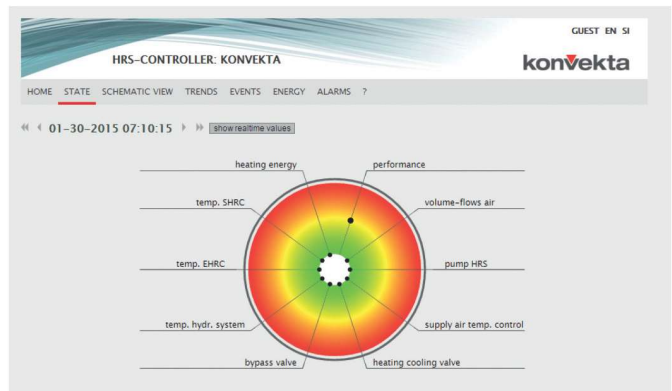 GUEST EN SI
HRS-CONTROLLER: KONVEKTA
konvekta
HOME STATE SCHEMATIC VIEW TRENDS EVENTS ENERGY ALARMS ?
01-30-2015 07:10:15 show realtime values
heating energy performance
temp. SHRC volume-flows air
temp. EHRC pump HRS
temp. hydr. system supply air temp. control
bypass valve heating cooling valve